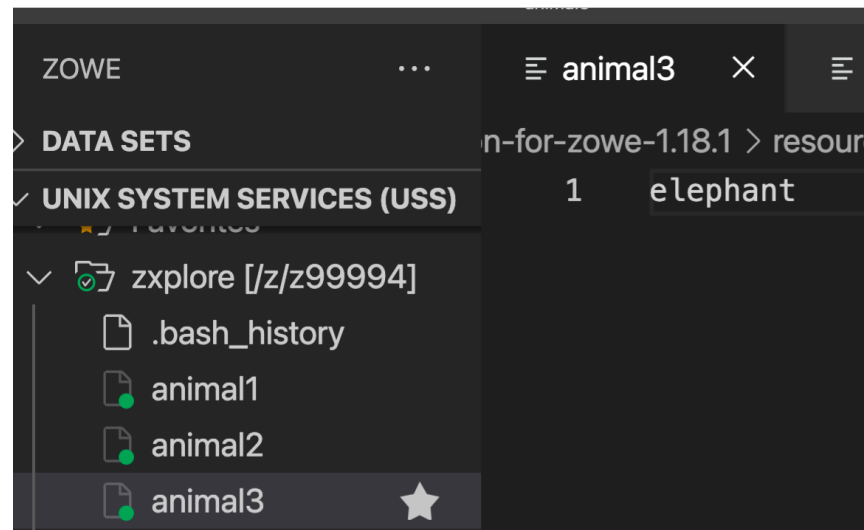 ZOWE
DATA SETS
UNIX SYSTEM SERVICES (USS)
zxplore [/z/z99994]
.bash_history
animal1
animal2
animal3
animal3
n-for-zowe-1.18.1 > resour
1 elephant